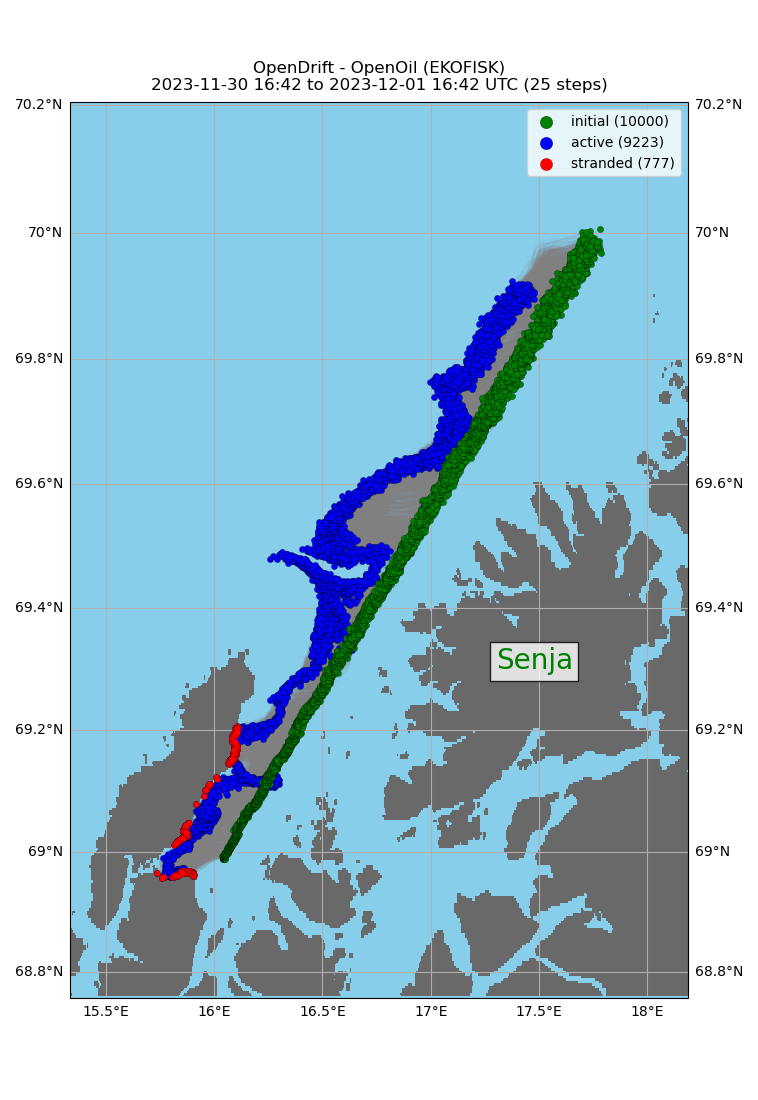 OpenDrift - OpenOil (EKOFISK)
2023-11-30 16:42 to 2023-12-01 16:42 UTC (25 steps)
70.2°N 70.2°N
initial (10000)
active (9223)
stranded (777)
70°N 70°N
69.8°N 69.8°N
69.6°N 69.6°N
69.4°N 69.4°N
Senja
69.2°N 69.2°N
69°N 69°N
68.8°N 68.8°N
15.5°E 16°E 16.5°E 17°E 17.5°E 18°E